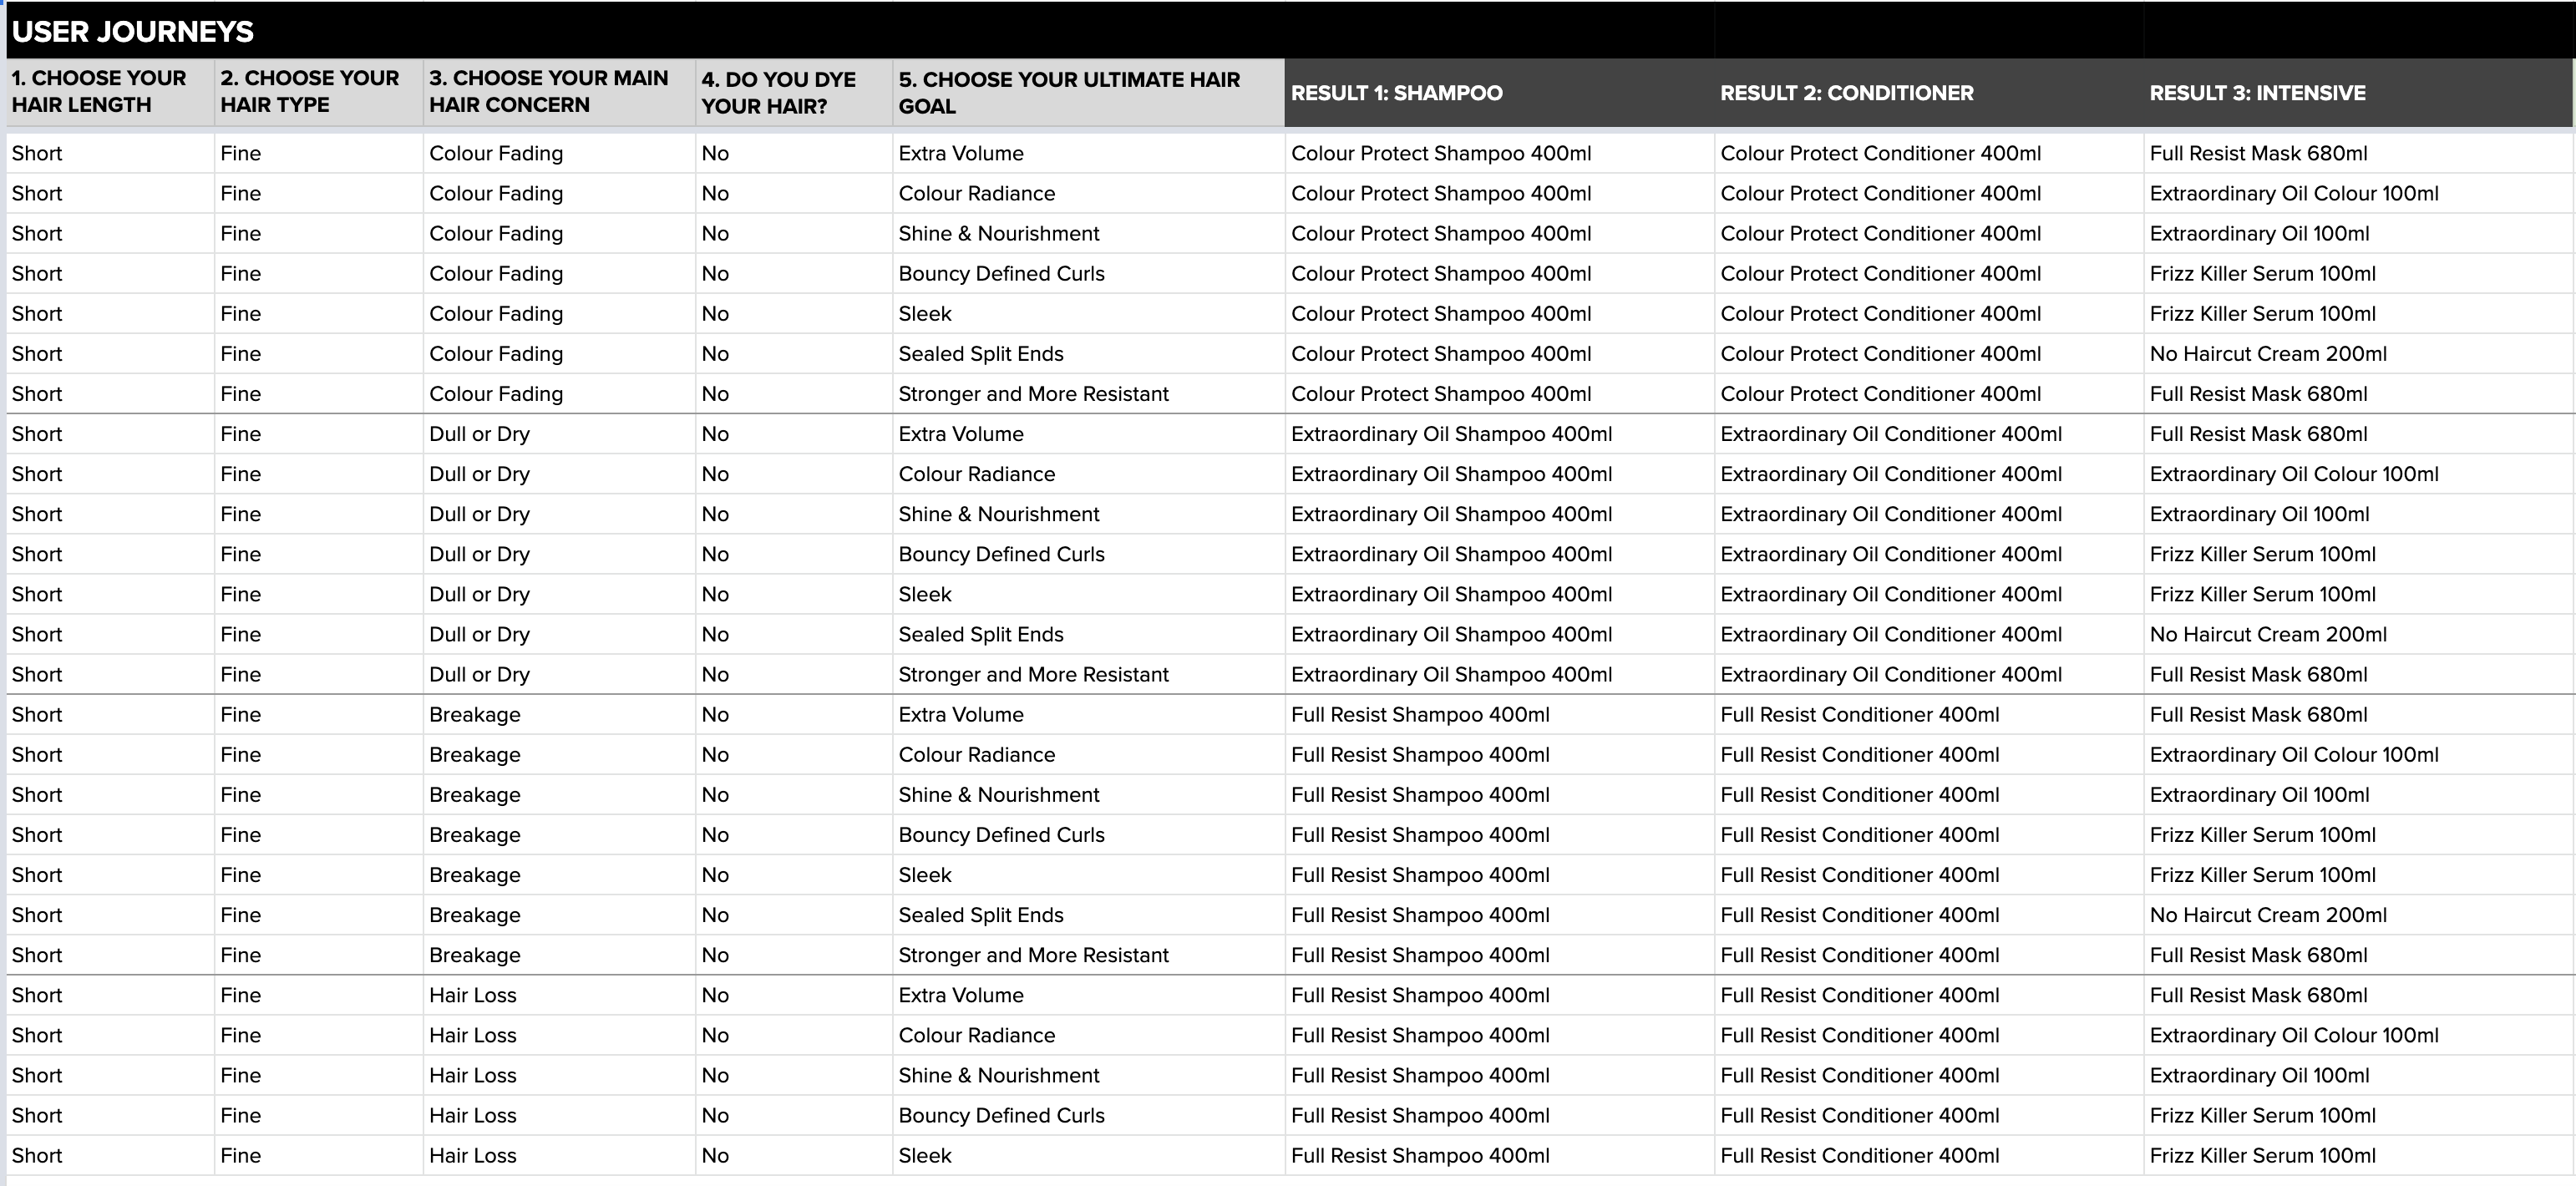 USER JOURNEYS
1. CHOOSE YOUR HAIR LENGTH 2. CHOOSE YOUR HAIR TYPE 3. CHOOSE YOUR MAIN HAIR CONCERN 4. DO YOU DYE YOUR HAIR? 5. CHOOSE YOUR ULTIMATE HAIR GOAL RESULT 1: SHAMPOO RESULT 2: CONDITIONER RESULT 3: INTENSIVE
Short Fine Colour Fading No Extra Volume Colour Protect Shampoo 400ml Colour Protect Conditioner 400ml Full Resist Mask 680ml
Short Fine Colour Fading No Colour Radiance Colour Protect Shampoo 400ml Colour Protect Conditioner 400ml Extraordinary Oil Colour 100ml
Short Fine Colour Fading No Shine & Nourishment Colour Protect Shampoo 400ml Colour Protect Conditioner 400ml Extraordinary Oil 100ml
Short Fine Colour Fading No Bouncy Defined Curls Colour Protect Shampoo 400ml Colour Protect Conditioner 400ml Frizz Killer Serum 100ml
Short Fine Colour Fading No Sleek Colour Protect Shampoo 400ml Colour Protect Conditioner 400ml Frizz Killer Serum 100ml
Short Fine Colour Fading No Sealed Split Ends Colour Protect Shampoo 400ml Colour Protect Conditioner 400ml No Haircut Cream 200ml
Short Fine Colour Fading No Stronger and More Resistant Colour Protect Shampoo 400ml Colour Protect Conditioner 400ml Full Resist Mask 680ml
Short Fine Dull or Dry No Extra Volume Extraordinary Oil Shampoo 400ml Extraordinary Oil Conditioner 400ml Full Resist Mask 680ml
Short Fine Dull or Dry No Colour Radiance Extraordinary Oil Shampoo 400ml Extraordinary Oil Conditioner 400ml Extraordinary Oil Colour 100ml
Short Fine Dull or Dry No Shine & Nourishment Extraordinary Oil Shampoo 400ml Extraordinary Oil Conditioner 400ml Extraordinary Oil 100ml
Short Fine Dull or Dry No Bouncy Defined Curls Extraordinary Oil Shampoo 400ml Extraordinary Oil Conditioner 400ml Frizz Killer Serum 100ml
Short Fine Dull or Dry No Sleek Extraordinary Oil Shampoo 400ml Extraordinary Oil Conditioner 400ml Frizz Killer Serum 100ml
Short Fine Dull or Dry No Sealed Split Ends Extraordinary Oil Shampoo 400ml Extraordinary Oil Conditioner 400ml No Haircut Cream 200ml
Short Fine Dull or Dry No Stronger and More Resistant Extraordinary Oil Shampoo 400ml Extraordinary Oil Conditioner 400ml Full Resist Mask 680ml
Short Fine Breakage No Extra Volume Full Resist Shampoo 400ml Full Resist Conditioner 400ml Full Resist Mask 680ml
Short Fine Breakage No Colour Radiance Full Resist Shampoo 400ml Full Resist Conditioner 400ml Extraordinary Oil Colour 100ml
Short Fine Breakage No Shine & Nourishment Full Resist Shampoo 400ml Full Resist Conditioner 400ml Extraordinary Oil 100ml
Short Fine Breakage No Bouncy Defined Curls Full Resist Shampoo 400ml Full Resist Conditioner 400ml Frizz Killer Serum 100ml
Short Fine Breakage No Sleek Full Resist Shampoo 400ml Full Resist Conditioner 400ml Frizz Killer Serum 100ml
Short Fine Breakage No Sealed Split Ends Full Resist Shampoo 400ml Full Resist Conditioner 400ml No Haircut Cream 200ml
Short Fine Breakage No Stronger and More Resistant Full Resist Shampoo 400ml Full Resist Conditioner 400ml Full Resist Mask 680ml
Short Fine Hair Loss No Extra Volume Full Resist Shampoo 400ml Full Resist Conditioner 400ml Full Resist Mask 680ml
Short Fine Hair Loss No Colour Radiance Full Resist Shampoo 400ml Full Resist Conditioner 400ml Extraordinary Oil Colour 100ml
Short Fine Hair Loss No Shine & Nourishment Full Resist Shampoo 400ml Full Resist Conditioner 400ml Extraordinary Oil 100ml
Short Fine Hair Loss No Bouncy Defined Curls Full Resist Shampoo 400ml Full Resist Conditioner 400ml Frizz Killer Serum 100ml
Short Fine Hair Loss No Sleek Full Resist Shampoo 400ml Full Resist Conditioner 400ml Frizz Killer Serum 100ml